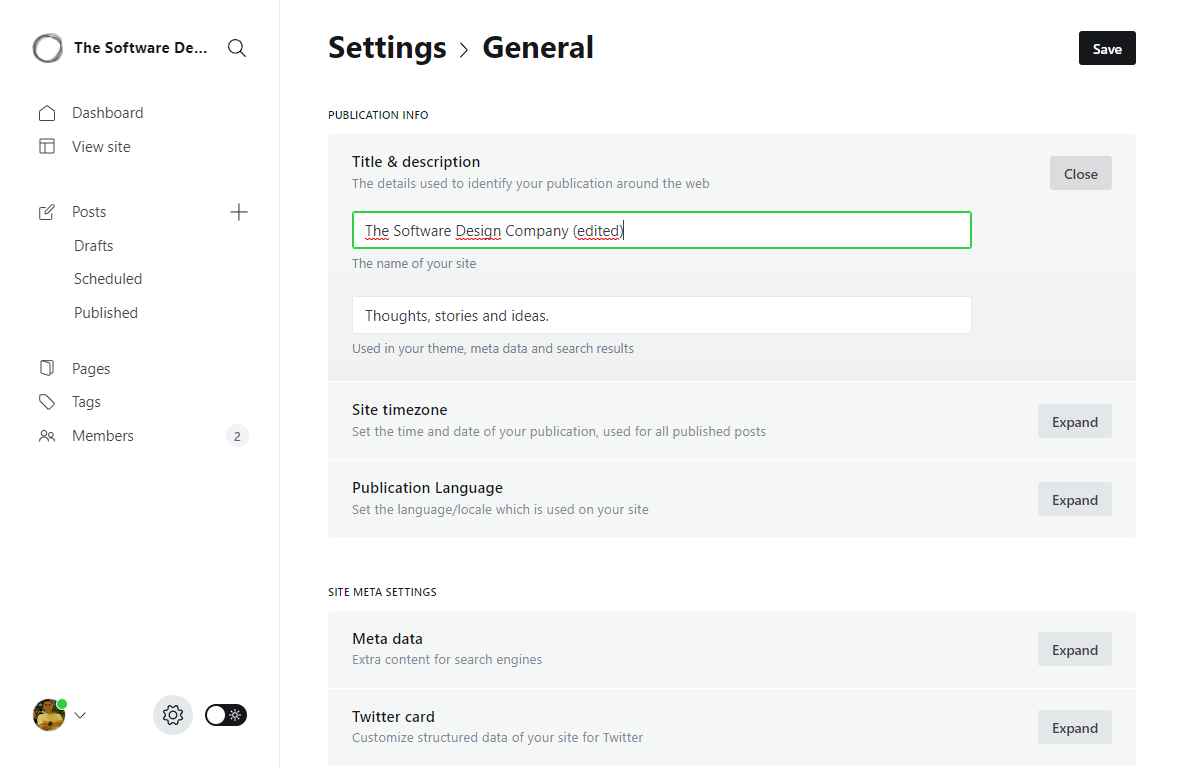 The Software De...
Dashboard
View site
Posts
Drafts
Scheduled
Published
Pages
Tags
Members 2
Settings > General
Save
PUBLICATION INFO
Title & description
The details used to identify your publication around the web
Close
The Software Design Company (edited)
The name of your site
Thoughts, stories and ideas.
Used in your theme, meta data and search results
Site timezone
Set the time and date of your publication, used for all published posts
Expand
Publication Language
Set the language/locale which is used on your site
Expand
SITE META SETTINGS
Meta data
Extra content for search engines
Expand
Twitter card
Customize structured data of your site for Twitter
Expand